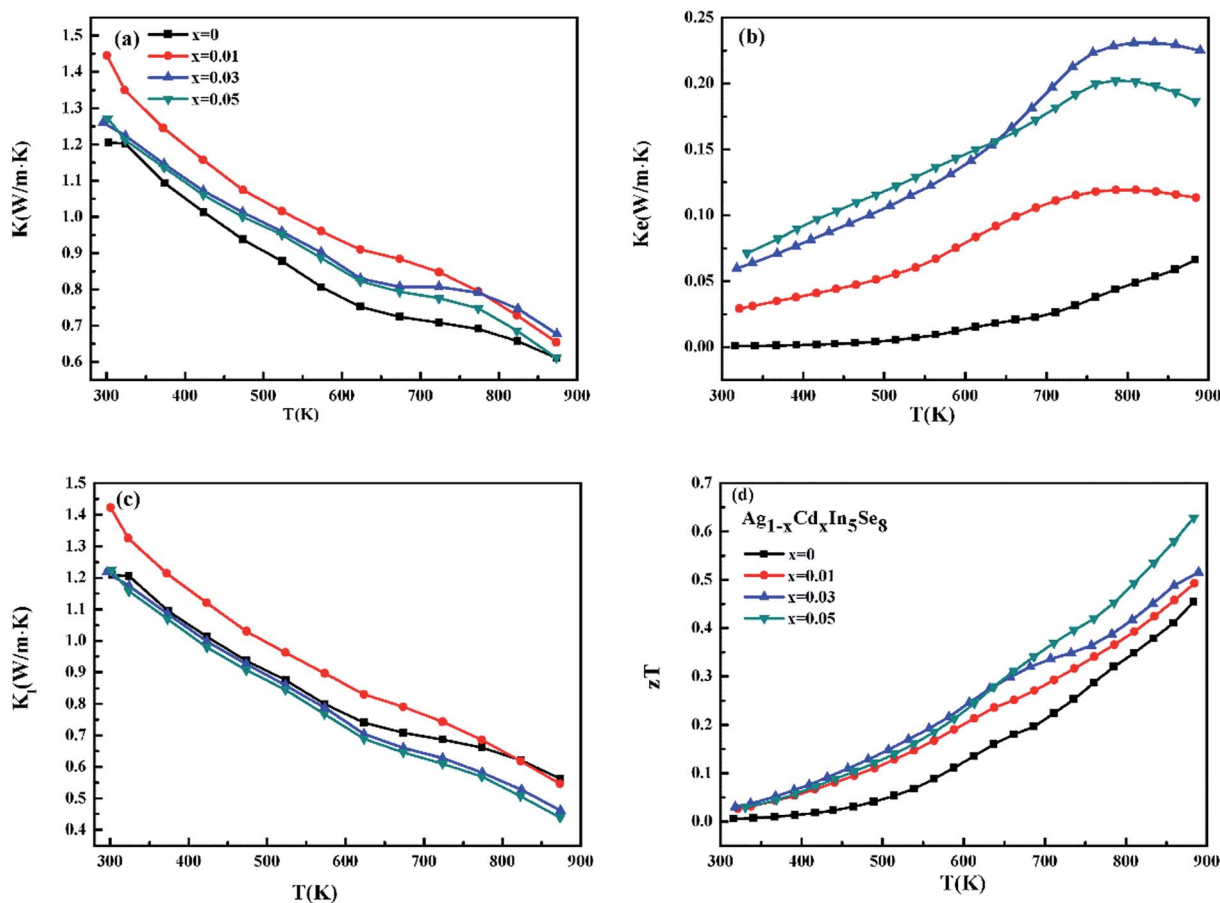 (a)
x=0
x=0.01
x=0.03
x=0.05
1.5
1.4
1.3
1.2
1.1
1.0
0.9
0.8
0.7
0.6
K(W/m·K)
300 400 500 600 700 800 900
T(K)
(b)
0.25
0.20
0.15
0.10
0.05
0.00
Ke(W/m·K)
300 400 500 600 700 800 900
T(K)
(c)
1.5
1.4
1.3
1.2
1.1
1.0
0.9
0.8
0.7
0.6
0.5
0.4
K_l(W/m·K)
300 400 500 600 700 800 900
T(K)
(d)
Ag_{1-x}Cd_xIn_5Se_8
x=0
x=0.01
x=0.03
x=0.05
0.7
0.6
0.5
0.4
0.3
0.2
0.1
0.0
zT
300 400 500 600 700 800 900
T(K)